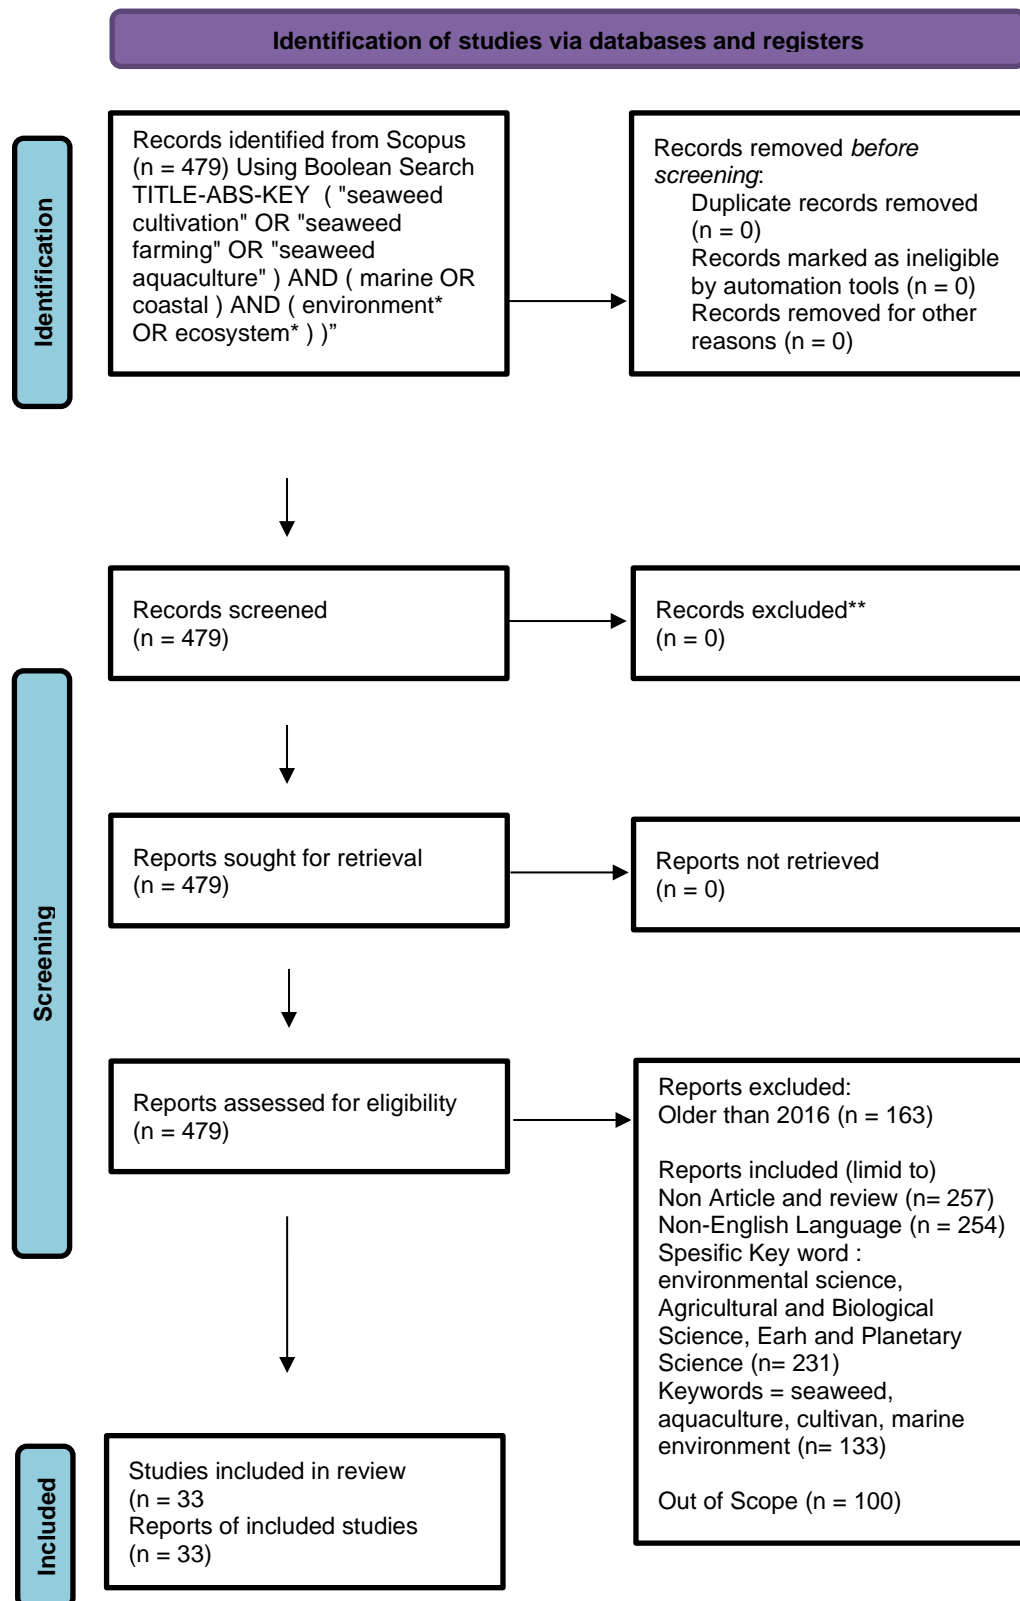 Identification of studies via databases and registers
Identification
Records identified from Scopus
(n = 479) Using Boolean Search
TITLE-ABS-KEY ( "seaweed
cultivation" OR "seaweed
farming" OR "seaweed
aquaculture" ) AND ( marine OR
coastal ) AND ( environment*
OR ecosystem* ) )”
Records removed before
screening:
Duplicate records removed
(n = 0)
Records marked as ineligible
by automation tools (n = 0)
Records removed for other
reasons (n = 0)
Screening
Records screened
(n = 479)
Records excluded**
(n = 0)
Reports sought for retrieval
(n = 479)
Reports not retrieved
(n = 0)
Reports assessed for eligibility
(n = 479)
Reports excluded:
Older than 2016 (n = 163)
Reports included (limid to)
Non Article and review (n= 257)
Non-English Language (n = 254)
Spesific Key word :
environmental science,
Agricultural and Biological
Science, Earh and Planetary
Science (n= 231)
Keywords = seaweed,
aquaculture, cultivan, marine
environment (n= 133)
Out of Scope (n = 100)
Included
Studies included in review
(n = 33
Reports of included studies
(n = 33)